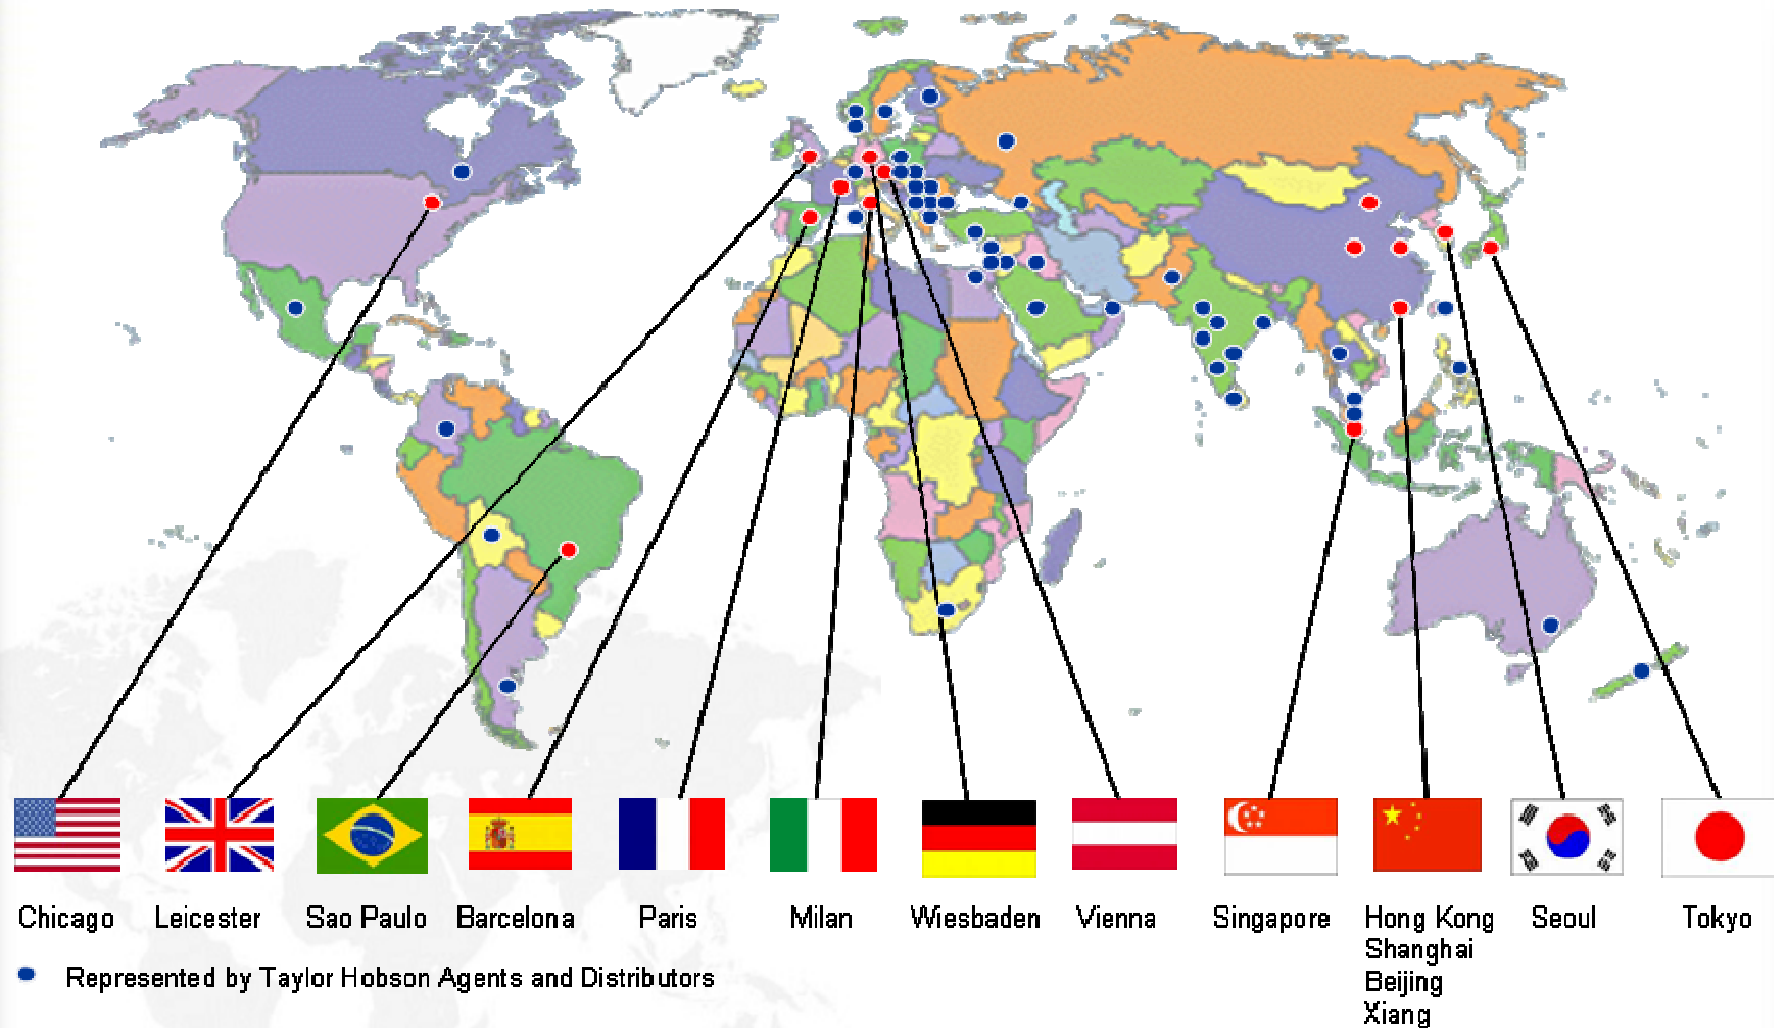 Chicago Leicester Sao Paulo Barcelona Paris Milan Wiesbaden Vienna Singapore Hong Kong Seoul Tokyo
Shanghai
Beijing
Xiang
Represented by Taylor Hobson Agents and Distributors